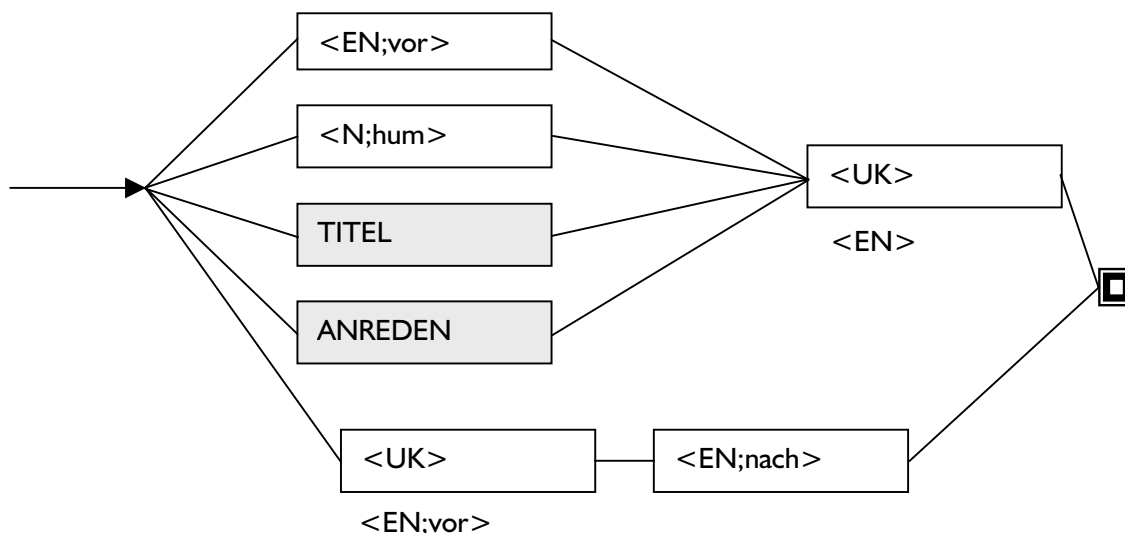 <EN;vor>
<N;hum>
TITEL
ANREDEN
<UK>
<EN>
<UK>
<EN;vor>
<EN;nach>